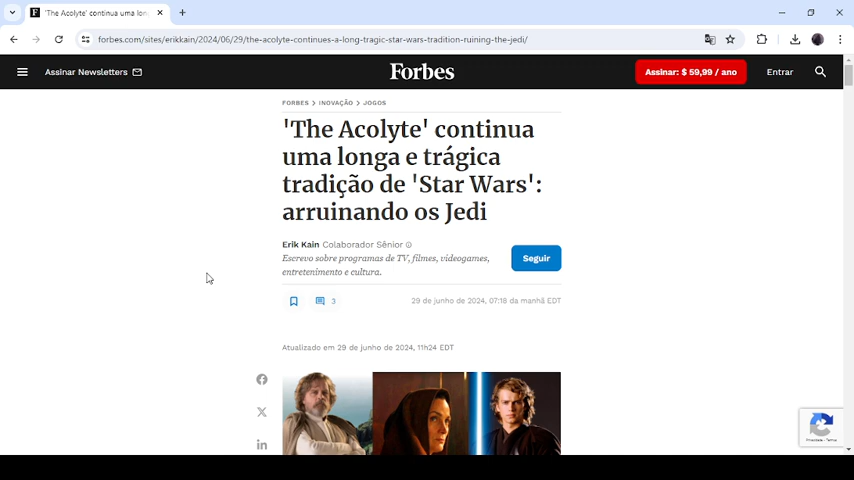 'The Acolyte' continua uma lon
forbes.com/sites/erikkain/2024/06/29/the-acolyte-continues-a-long-tragic-star-wars-tradition-ruining-the-jedi/
Assinar Newsletters
Forbes
Assinar: $ 59,99 / ano
Entrar
FORBES > INOVAÇÃO > JOGOS
'The Acolyte' continua
uma longa e trágica
tradição de 'Star Wars':
arruinando os Jedi
Erik Kain Colaborador Sênior
Escrevo sobre programas de TV, filmes, videogames,
entretenimento e cultura.
Seguir
3
29 de junho de 2024, 07:18 da manhã EDT
Atualizado em 29 de junho de 2024, 11h24 EDT
Privacidade - Termos